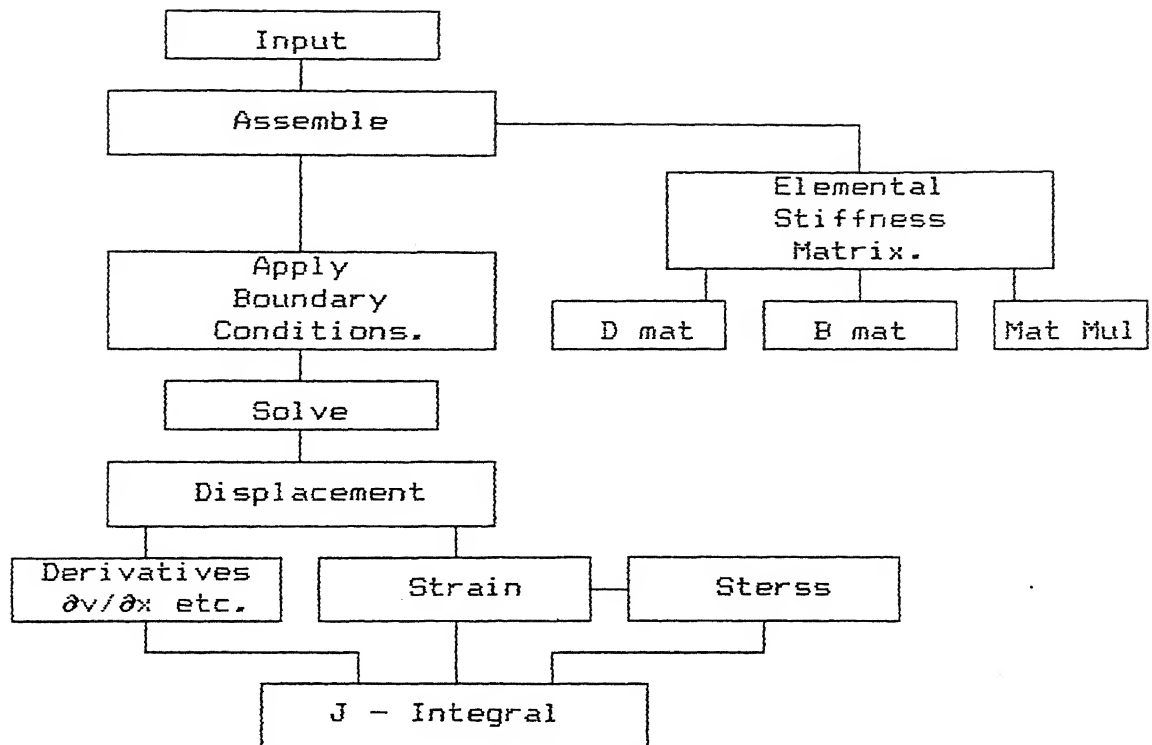 Input
Assemble
Elemental
Stiffness
Matrix.
Apply
Boundary
Conditions.
D mat
B mat
Mat Mul
Solve
Displacement
Derivatives
∂v/∂x etc.
Strain
Sterss
J - Integral